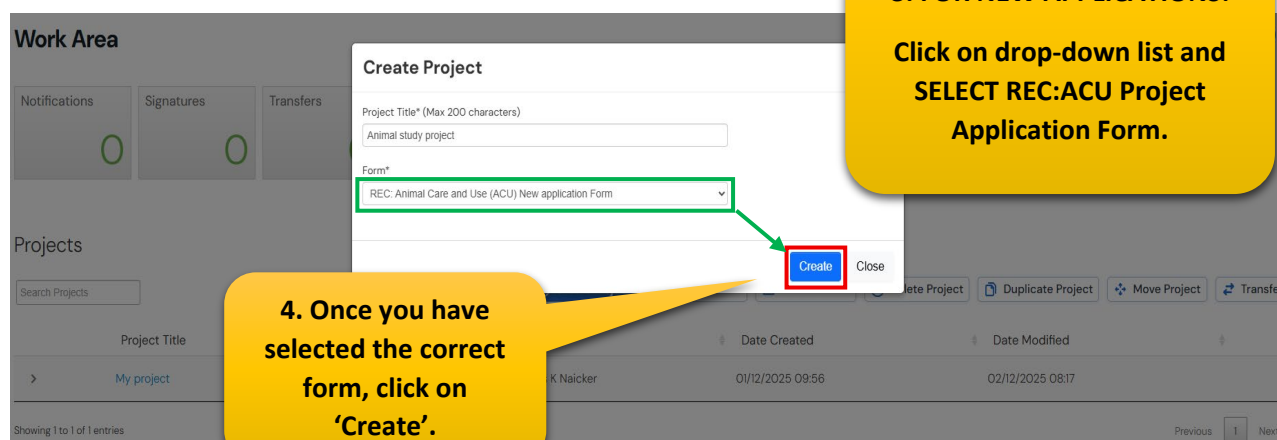 NEW APPLICATIONS:
Click on drop-down list and
SELECT REC:ACU Project
Application Form.
Work Area
Notifications
0
Signatures
0
Transfers
Create Project
Project Title* (Max 200 characters)
Animal study project
Form*
REC: Animal Care and Use (ACU) New application Form
Create
Close
Projects
Search Projects
Project
Duplicate Project
Move Project
4. Once you have
selected the correct
form, click on
‘Create’.
Project Title
Date Created
Date Modified
My project
K Naicker
01/12/2025 09:56
02/12/2025 08:17
Showing 1 to 1 of 1 entries
Previous
1
Next